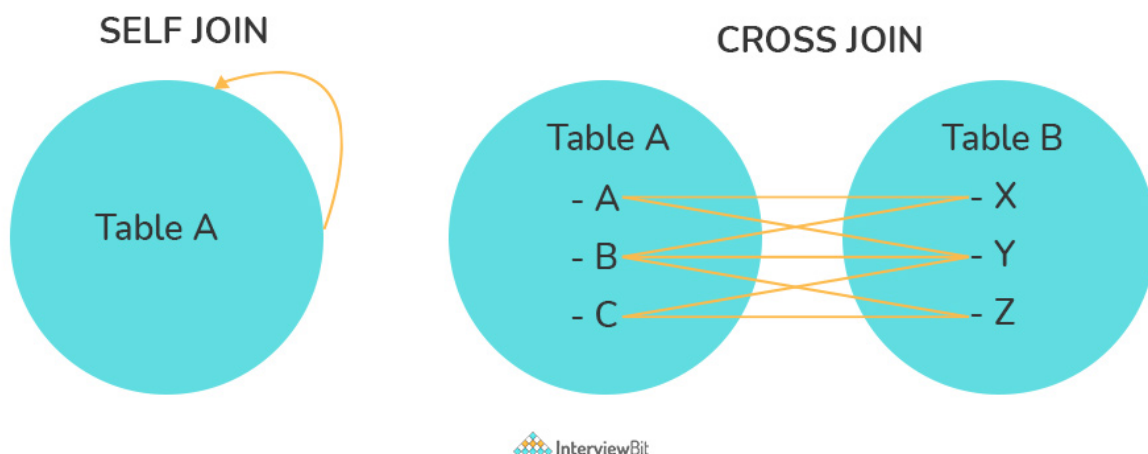 SELF JOIN
Table A
CROSS JOIN
Table A
- A
- B
- C
Table B
- X
- Y
- Z
InterviewBit